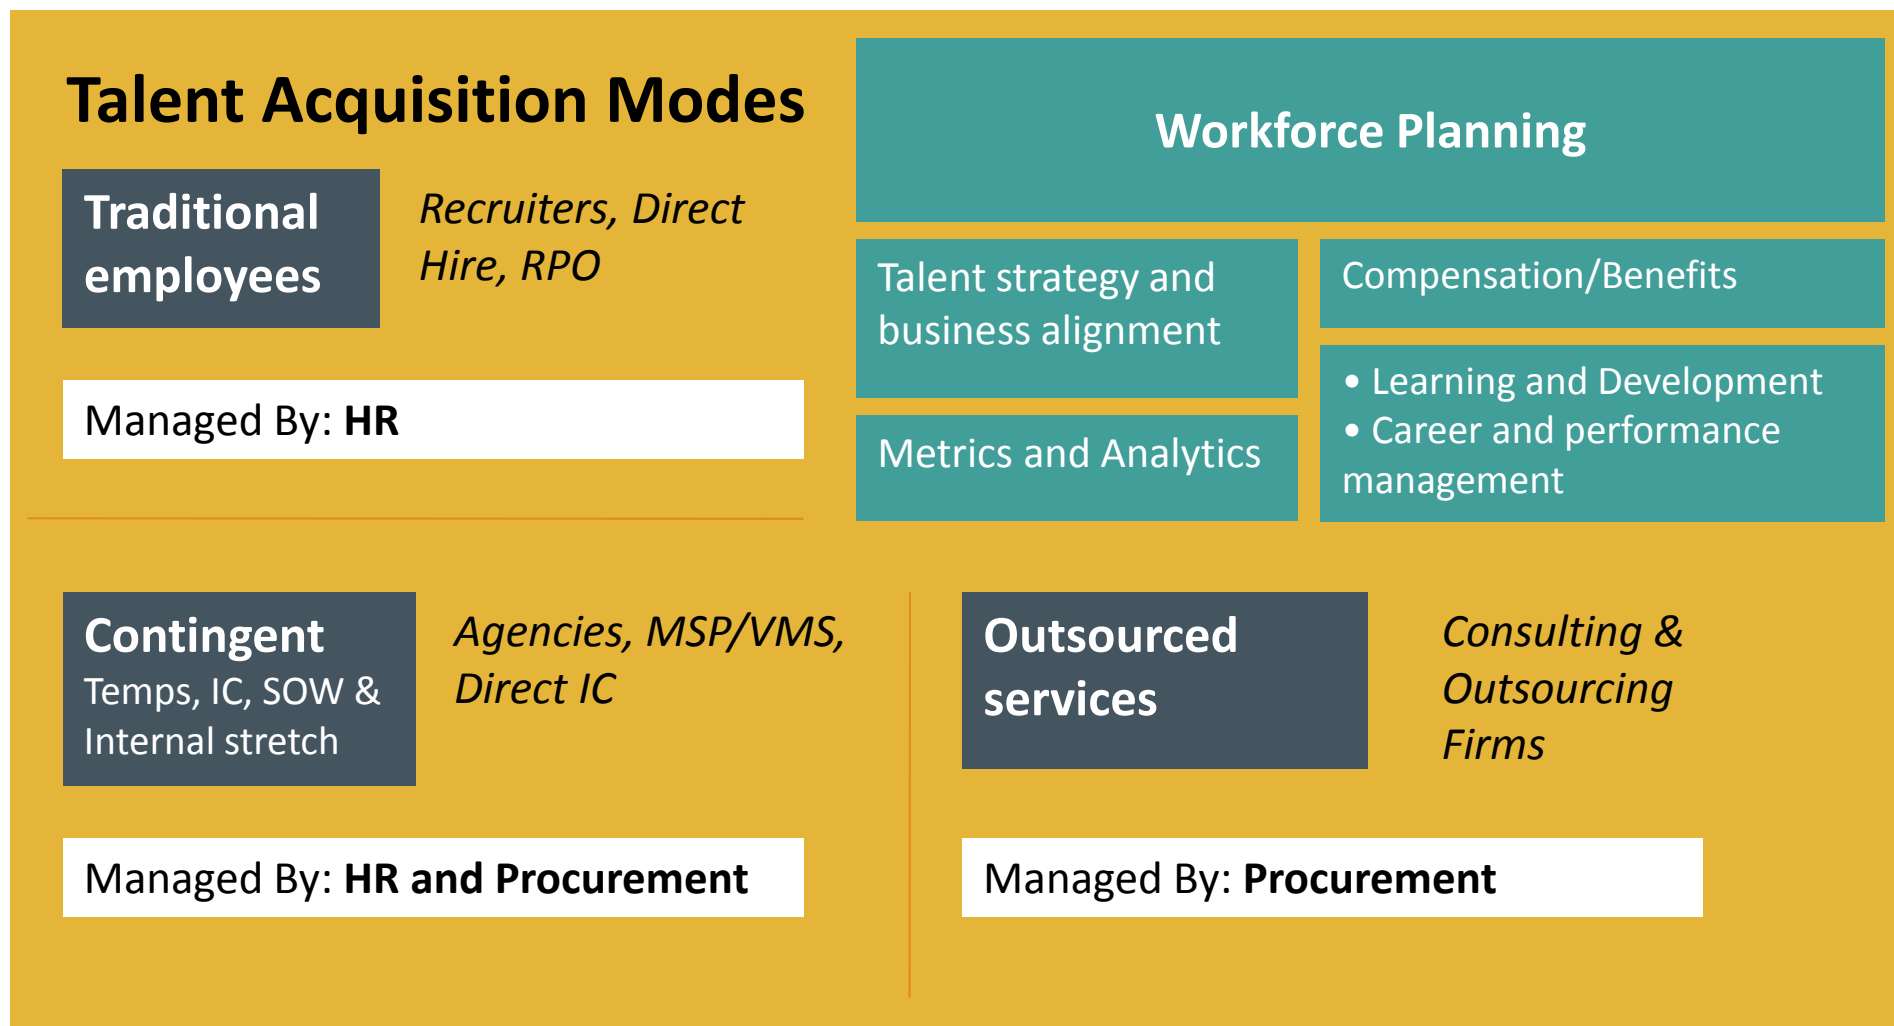 Talent Acquisition Modes
Traditional
employees
Recruiters, Direct
Hire, RPO
Managed By: HR
Workforce Planning
Talent strategy and
business alignment
Metrics and Analytics
Compensation/Benefits
• Learning and Development
• Career and performance
management
Contingent
Temps, IC, SOW &
Internal stretch
Agencies, MSP/VMS,
Direct IC
Managed By: HR and Procurement
Outsourced
services
Consulting &
Outsourcing
Firms
Managed By: Procurement